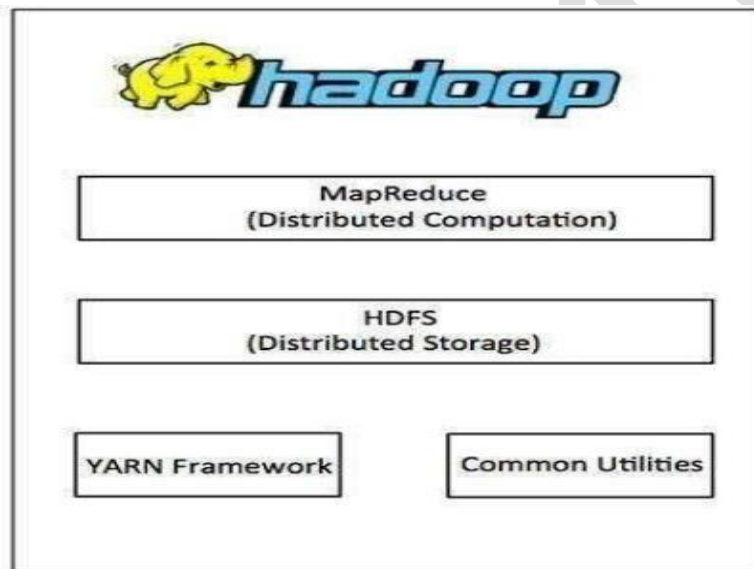 hadoop
MapReduce
(Distributed Computation)
HDFS
(Distributed Storage)
YARN Framework
Common Utilities